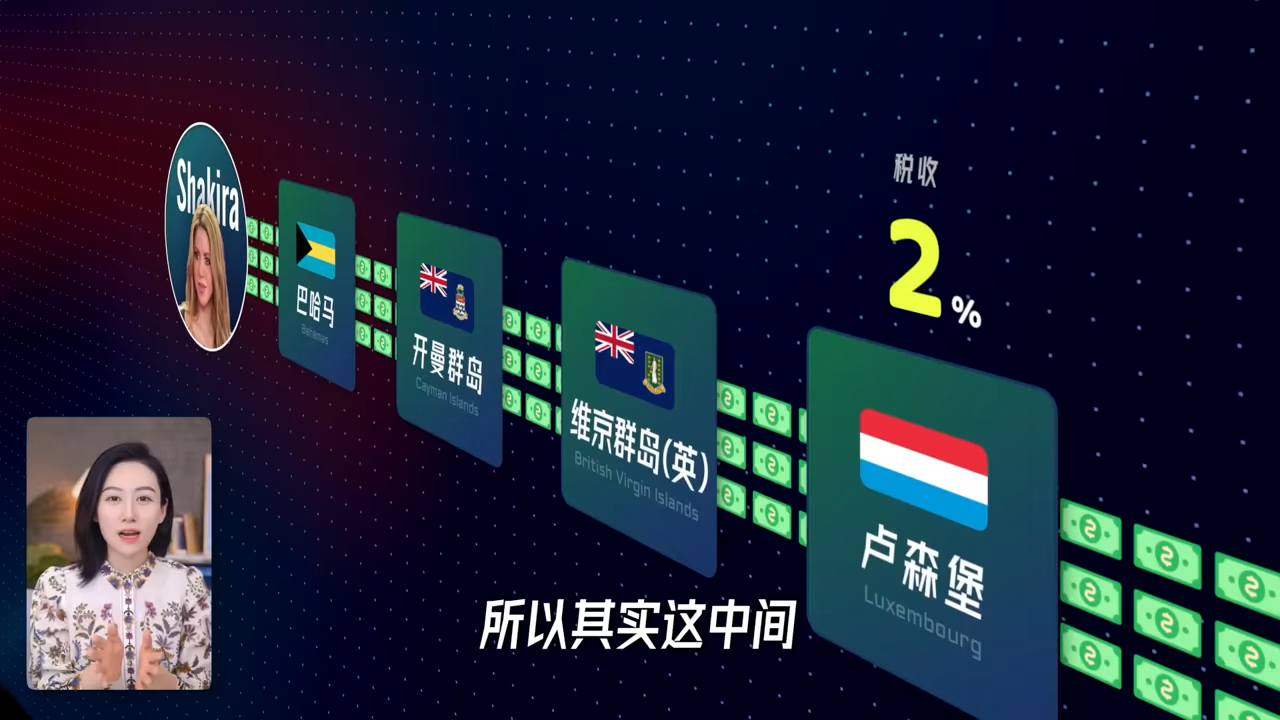 Shakira
巴哈马
Bahamas
开曼群岛
Cayman Islands
维京群岛(英)
British Virgin Islands
税收
2%
卢森堡
Luxembourg
所以其实这中间